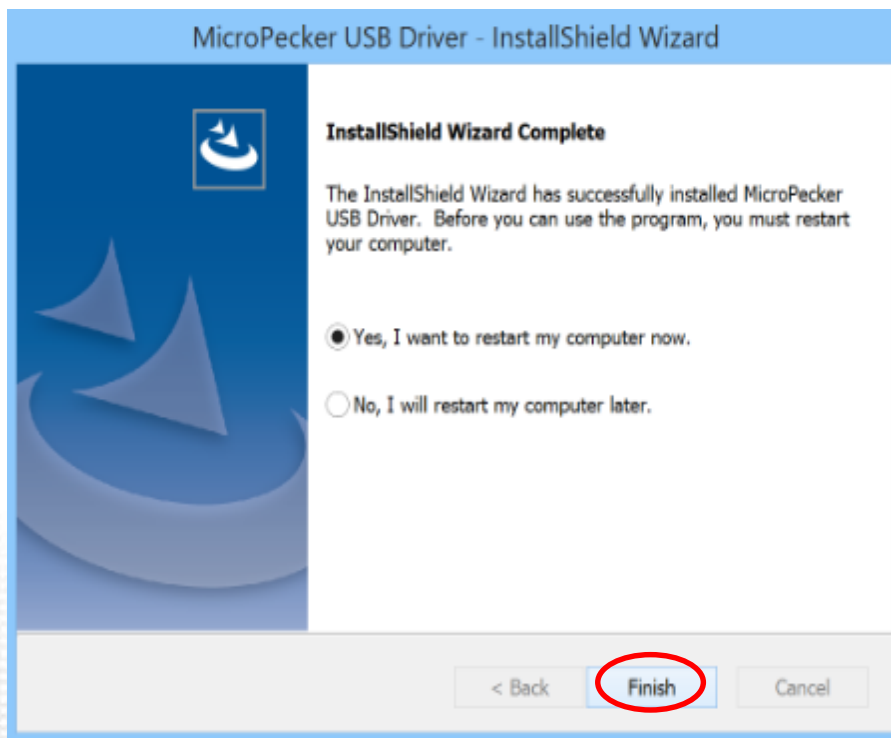 MicroPecker USB Driver - InstallShield Wizard
InstallShield Wizard Complete
The InstallShield Wizard has successfully installed MicroPecker
USB Driver. Before you can use the program, you must restart
your computer.
Yes, I want to restart my computer now.
No, I will restart my computer later.
< Back Finish Cancel